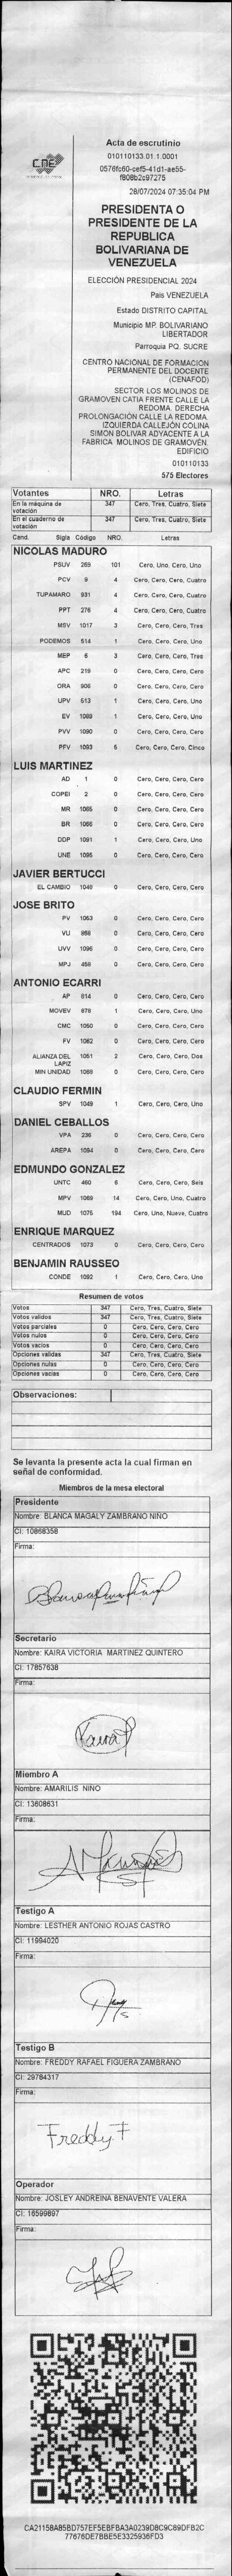 CNE
Acta de escrutinio
010110133.01.1.0001
0576fc60-cef5-41d1-ae55-
f808b2c97275
28/07/2024 07:35:04 PM
PRESIDENTA O
PRESIDENTE DE LA
REPUBLICA
BOLIVARIANA DE
VENEZUELA
ELECCIÓN PRESIDENCIAL 2024
Pais VENEZUELA
Estado DISTRITO CAPITAL
Municipio MP. BOLIVARIANO
LIBERTADOR
Parroquia PQ. SUCRE
CENTRO NACIONAL DE FORMACION
PERMANENTE DEL DOCENTE
(CENAFOD)
SECTOR LOS MOLINOS DE
GRAMOVEN CATIA FRENTE CALLE LA
REDOMA. DERECHA
PROLONGACIÓN CALLE LA REDOMA.
IZQUIERDA CALLEJÓN COLINA
SIMON BOLIVAR ADYACENTE A LA
FABRICA MOLINOS DE GRAMOVÉN.
EDIFICIO
010110133
575 Electores
Votantes NRO. Letras
En la máquina de votación 347 Cero, Tres, Cuatro, Siete
En el cuaderno de votación 347 Cero, Tres, Cuatro, Siete
Cand. Sigla Código NRO. Letras
NICOLAS MADURO
PSUV 269 101 Cero, Uno, Cero, Uno
PCV 9 4 Cero, Cero, Cero, Cuatro
TUPAMARO 931 4 Cero, Cero, Cero, Cuatro
PPT 276 4 Cero, Cero, Cero, Cuatro
MSV 1017 3 Cero, Cero, Cero, Tres
PODEMOS 514 1 Cero, Cero, Cero, Uno
MEP 6 3 Cero, Cero, Cero, Tres
APC 219 0 Cero, Cero, Cero, Cero
ORA 906 0 Cero, Cero, Cero, Cero
UPV 613 1 Cero, Cero, Cero, Uno
EV 1089 1 Cero, Cero, Cero, Uno
PVV 1090 0 Cero, Cero, Cero, Cero
PFV 1093 5 Cero, Cero, Cero, Cinco
LUIS MARTINEZ
AD 1 0 Cero, Cero, Cero, Cero
COPEI 2 0 Cero, Cero, Cero, Cero
MR 1065 0 Cero, Cero, Cero, Cero
BR 1066 0 Cero, Cero, Cero, Cero
DDP 1091 1 Cero, Cero, Cero, Uno
UNE 1095 0 Cero, Cero, Cero, Cero
JAVIER BERTUCCI
EL CAMBIO 1048 0 Cero, Cero, Cero, Cero
JOSE BRITO
PV 1053 0 Cero, Cero, Cero, Cero
VU 868 0 Cero, Cero, Cero, Cero
UVV 1096 0 Cero, Cero, Cero, Cero
MPJ 458 0 Cero, Cero, Cero, Cero
ANTONIO ECARRI
AP 814 0 Cero, Cero, Cero, Cero
MOVEV 878 1 Cero, Cero, Cero, Uno
CMC 1050 0 Cero, Cero, Cero, Cero
FV 1062 0 Cero, Cero, Cero, Cero
ALIANZA DEL LAPIZ 1051 2 Cero, Cero, Cero, Dos
MIN UNIDAD 1068 0 Cero, Cero, Cero, Cero
CLAUDIO FERMIN
SPV 1049 1 Cero, Cero, Cero, Uno
DANIEL CEBALLOS
VPA 236 0 Cero, Cero, Cero, Cero
AREPA 1094 0 Cero, Cero, Cero, Cero
EDMUNDO GONZALEZ
UNTC 460 6 Cero, Cero, Cero, Seis
MPV 1069 14 Cero, Cero, Uno, Cuatro
MUD 1075 194 Cero, Uno, Nueve, Cuatro
ENRIQUE MARQUEZ
CENTRADOS 1073 0 Cero, Cero, Cero, Cero
BENJAMIN RAUSSEO
CONDE 1092 1 Cero, Cero, Cero, Uno
Resumen de votos
Votos 347 Cero, Tres, Cuatro, Siete
Votos validos 347 Cero, Tres, Cuatro, Siete
Votos parciales 0 Cero, Cero, Cero, Cero
Votos nulos 0 Cero, Cero, Cero, Cero
Votos vacios 0 Cero, Cero, Cero, Cero
Opciones validas 347 Cero, Tres, Cuatro, Siete
Opciones nulas 0 Cero, Cero, Cero, Cero
Opciones vacias 0 Cero, Cero, Cero, Cero
Observaciones:
Se levanta la presente acta la cual firman en
señal de conformidad.
Miembros de la mesa electoral
Presidente
Nombre: BLANCA MAGALY ZAMBRANO NIÑO
CI: 10868358
Firma:
Secretario
Nombre: KAIRA VICTORIA MARTINEZ QUINTERO
CI: 17857638
Firma:
Kaira
Miembro A
Nombre: AMARILIS NINO
CI: 13608631
Firma:
Testigo A
Nombre: LESTHER ANTONIO ROJAS CASTRO
CI: 11994020
Firma:
Testigo B
Nombre: FREDDY RAFAEL FIGUERA ZAMBRANO
CI: 29784317
Firma:
Freddy F
Operador
Nombre: JOSLEY ANDREINA BENAVENTE VALERA
CI: 16599897
Firma:
CA2115BA85BD757EF5EBFBA3A0239D8C9C89DFB2C
77676DE7BBE5E3325936FD3